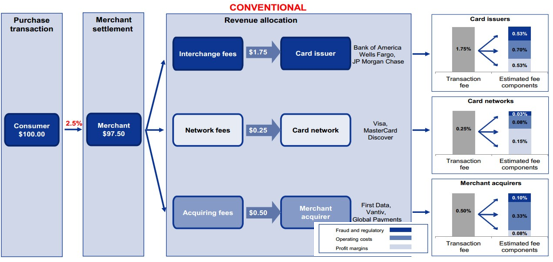 CONVENTIONAL
Purchase
transaction
Merchant
settlement
Revenue allocation
Consumer
$100.00
2.5%
Merchant
$97.50
Interchange fees
$1.75
Card issuer
Bank of America
Wells Fargo,
JP Morgan Chase
Network fees
$0.25
Card network
Visa,
MasterCard
Discover
Acquiring fees
$0.50
Merchant
acquirer
First Data,
Vantiv,
Global Payments
Fraud and regulatory
Operating costs
Profit margins
Card issuers
1.75%
0.53%
0.70%
0.53%
Transaction
fee
Estimated fee
components
Card networks
0.25%
0.02%
0.08%
0.15%
Transaction
fee
Estimated fee
components
Merchant acquirers
0.50%
0.10%
0.33%
0.08%
Transaction
fee
Estimated fee
components